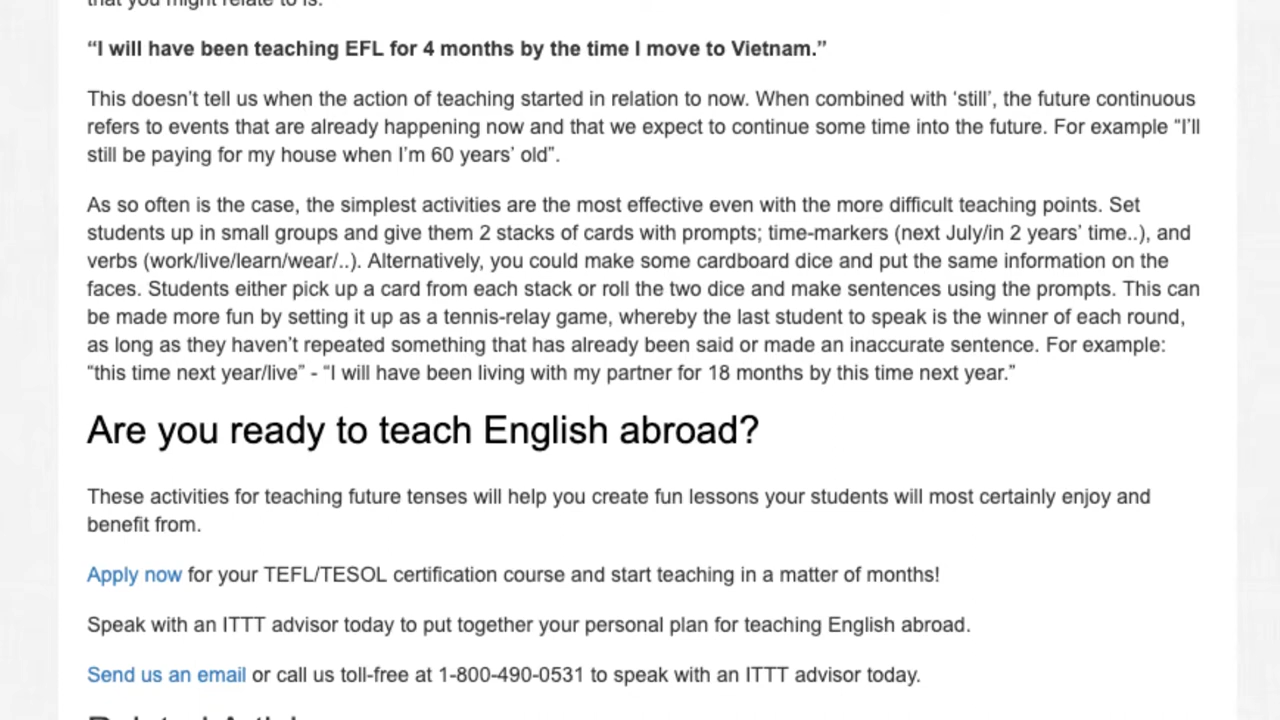 that you might relate to is:
“I will have been teaching EFL for 4 months by the time I move to Vietnam.”
This doesn’t tell us when the action of teaching started in relation to now. When combined with ‘still’, the future continuous
refers to events that are already happening now and that we expect to continue some time into the future. For example “I’ll
still be paying for my house when I’m 60 years’ old”.
As so often is the case, the simplest activities are the most effective even with the more difficult teaching points. Set
students up in small groups and give them 2 stacks of cards with prompts; time-markers (next July/in 2 years’ time..), and
verbs (work/live/learn/wear/..). Alternatively, you could make some cardboard dice and put the same information on the
faces. Students either pick up a card from each stack or roll the two dice and make sentences using the prompts. This can
be made more fun by setting it up as a tennis-relay game, whereby the last student to speak is the winner of each round,
as long as they haven’t repeated something that has already been said or made an inaccurate sentence. For example:
“this time next year/live” - “I will have been living with my partner for 18 months by this time next year.”
Are you ready to teach English abroad?
These activities for teaching future tenses will help you create fun lessons your students will most certainly enjoy and
benefit from.
Apply now for your TEFL/TESOL certification course and start teaching in a matter of months!
Speak with an ITTT advisor today to put together your personal plan for teaching English abroad.
Send us an email or call us toll-free at 1-800-490-0531 to speak with an ITTT advisor today.